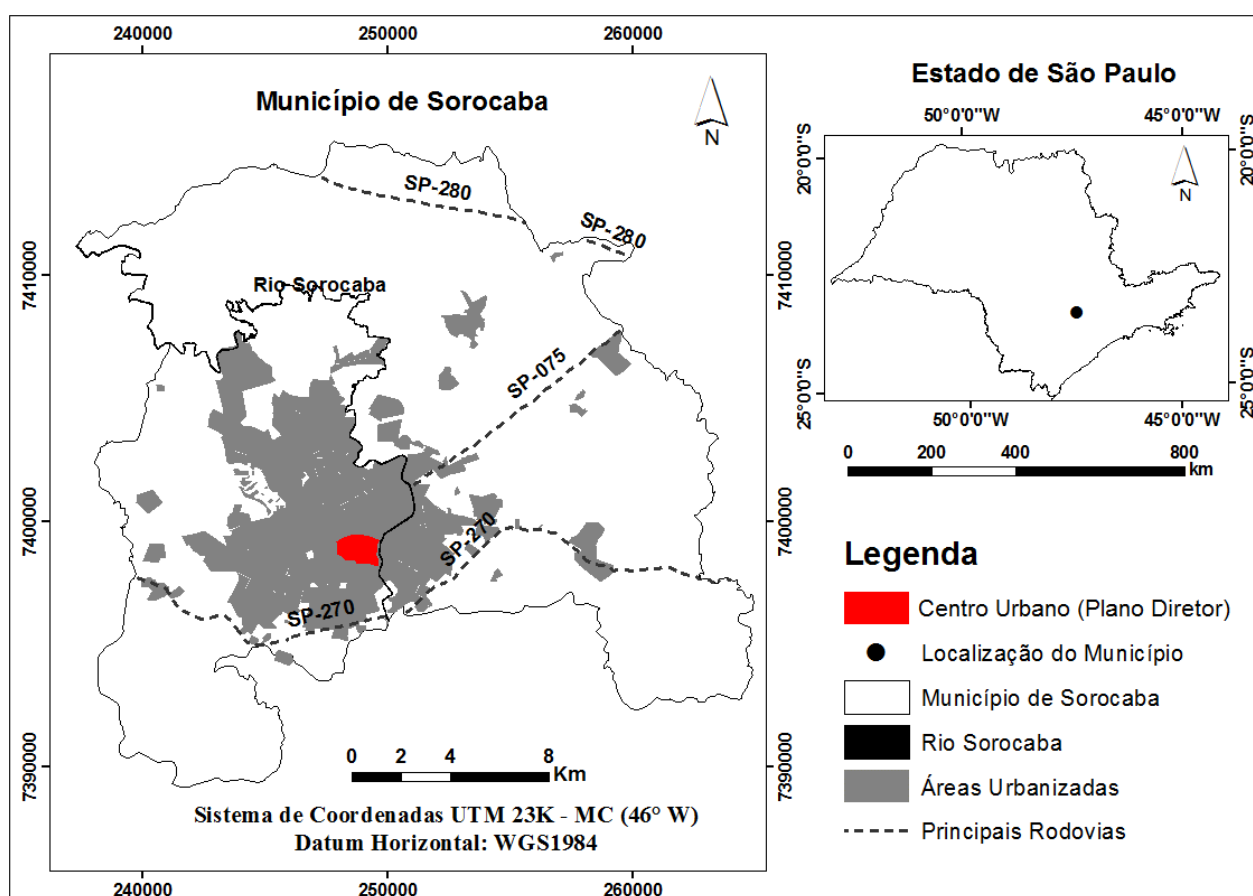 240000 250000 260000
Município de Sorocaba
N
SP-280
SP-280
Rio Sorocaba
SP-075
SP-270
SP-270
7410000
7400000
7390000
7410000
7400000
7390000
0 2 4 8
Km
Sistema de Coordenadas UTM 23K - MC (46° W)
Datum Horizontal: WGS1984
240000 250000 260000
Estado de São Paulo
50°0'0"W 45°0'0"W
20°0'0"S
25°0'0"S
20°0'0"S
25°0'0"S
N
50°0'0"W 45°0'0"W
0 200 400 800
km
Legenda
Centro Urbano (Plano Diretor)
Localização do Município
Município de Sorocaba
Rio Sorocaba
Áreas Urbanizadas
Principais Rodovias